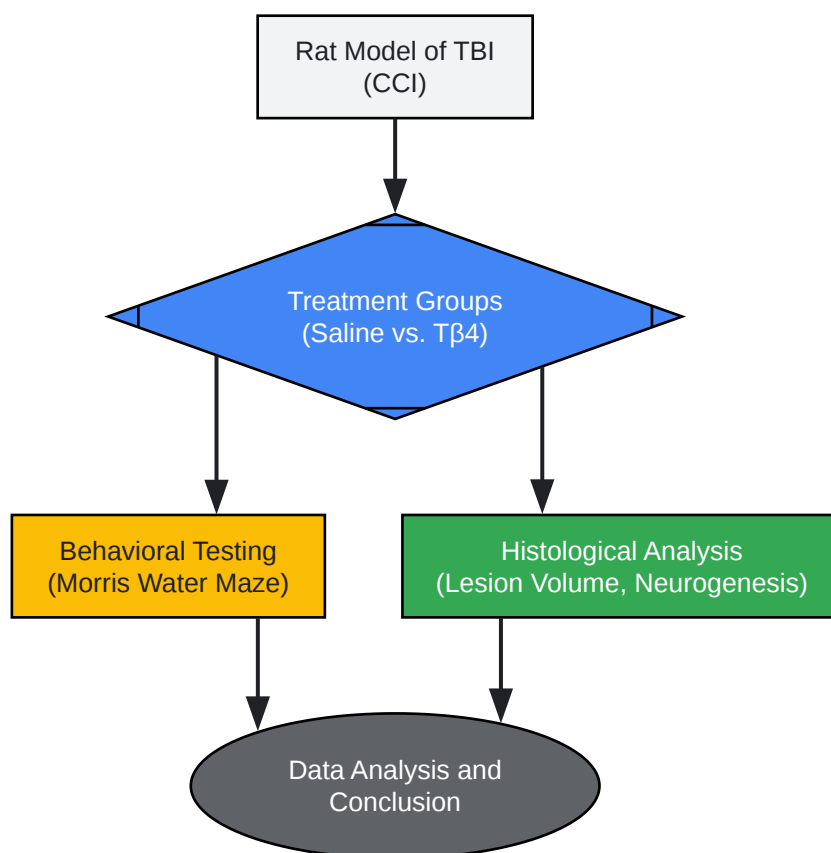 Rat Model of TBI
(CCI)
Treatment Groups
(Saline vs. Tβ4)
Behavioral Testing
(Morris Water Maze)
Histological Analysis
(Lesion Volume, Neurogenesis)
Data Analysis and
Conclusion